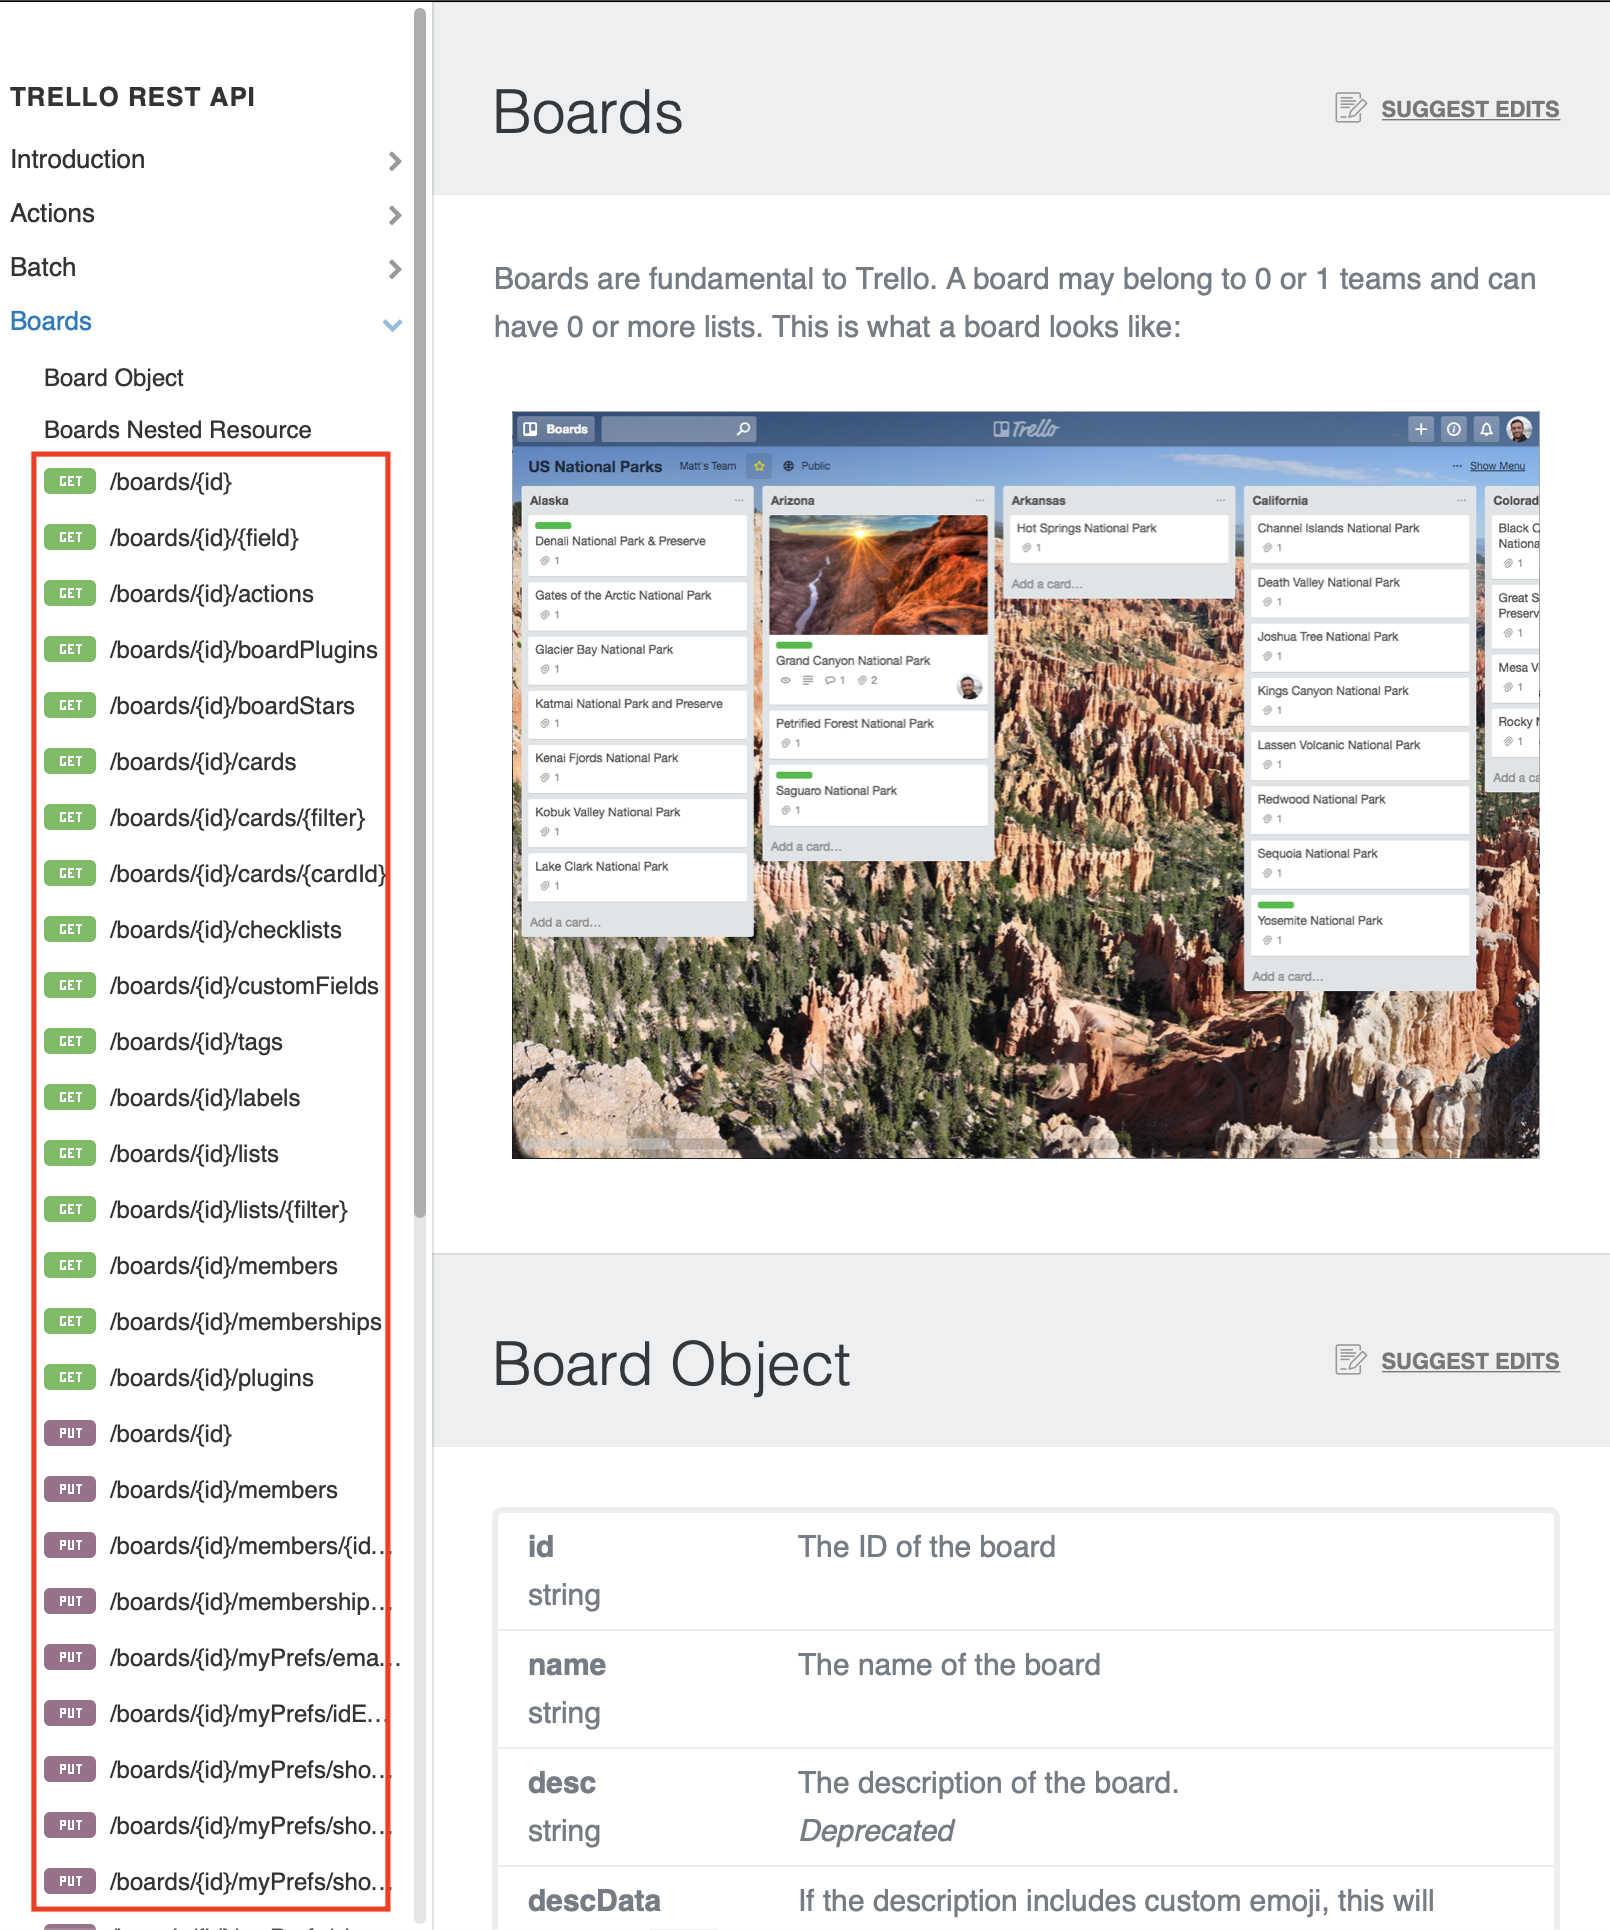 TRELLO REST API
Introduction
Actions
Batch
Boards
Board Object
Boards Nested Resource
GET /boards/{id}
GET /boards/{id}/{field}
GET /boards/{id}/actions
GET /boards/{id}/boardPlugins
GET /boards/{id}/boardStars
GET /boards/{id}/cards
GET /boards/{id}/cards/{filter}
GET /boards/{id}/cards/{cardId}
GET /boards/{id}/checklists
GET /boards/{id}/customFields
GET /boards/{id}/tags
GET /boards/{id}/labels
GET /boards/{id}/lists
GET /boards/{id}/lists/{filter}
GET /boards/{id}/members
GET /boards/{id}/memberships
GET /boards/{id}/plugins
PUT /boards/{id}
PUT /boards/{id}/members
PUT /boards/{id}/members/{id...
PUT /boards/{id}/membership...
PUT /boards/{id}/myPrefs/ema...
PUT /boards/{id}/myPrefs/idE...
PUT /boards/{id}/myPrefs/sho...
PUT /boards/{id}/myPrefs/sho...
PUT /boards/{id}/myPrefs/sho...
Boards
SUGGEST EDITS
Boards are fundamental to Trello. A board may belong to 0 or 1 teams and can
have 0 or more lists. This is what a board looks like:
Boards
Trello
US National Parks Matt's Team Public
... Show Menu
Alaska ...
Denali National Park & Preserve
1
Gates of the Arctic National Park
1
Glacier Bay National Park
1
Katmai National Park and Preserve
1
Kenai Fjords National Park
1
Kobuk Valley National Park
1
Lake Clark National Park
1
Add a card...
Arizona ...
Grand Canyon National Park
1 2
Petrified Forest National Park
1
Saguaro National Park
1
Add a card...
Arkansas ...
Hot Springs National Park
1
Add a card...
California ...
Channel Islands National Park
1
Death Valley National Park
1
Joshua Tree National Park
1
Kings Canyon National Park
1
Lassen Volcanic National Park
1
Redwood National Park
1
Sequoia National Park
1
Yosemite National Park
1
Add a card...
Colorad
Black C
Nationa
1
Great S
Preserv
1
Mesa V
1
Rocky
1
Add a ca
Board Object
SUGGEST EDITS
id The ID of the board
string
name The name of the board
string
desc The description of the board.
string Deprecated
descData If the description includes custom emoji, this will